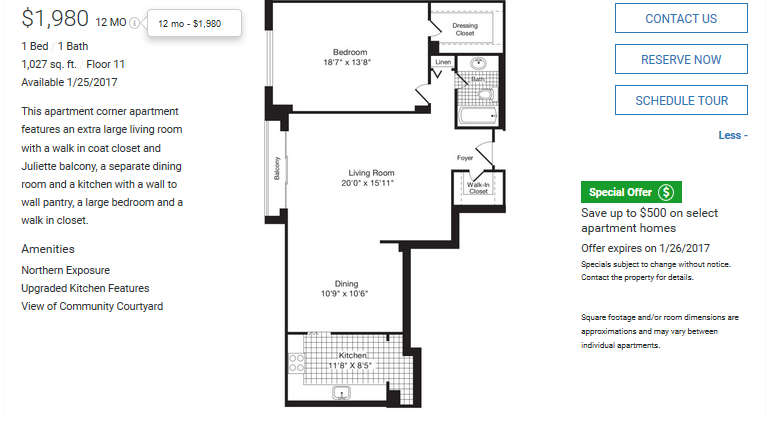 $1,980 12 MO
12 mo - $1,980
1 Bed / 1 Bath
1,027 sq. ft. / Floor 11
Available 1/25/2017
This apartment corner apartment
features an extra large living room
with a walk in coat closet and
Juliette balcony, a separate dining
room and a kitchen with a wall to
wall pantry, a large bedroom and a
walk in closet.
Amenities
Northern Exposure
Upgraded Kitchen Features
View of Community Courtyard
Bedroom
18'7" x 13'8"
Dressing
Closet
Linen
Bath
Balcony
Living Room
20'0" x 15'11"
Foyer
Walk-In
Closet
Dining
10'9" x 10'6"
Kitchen
11'8" X 8'5"
CONTACT US
RESERVE NOW
SCHEDULE TOUR
Less -
Special Offer $
Save up to $500 on select
apartment homes
Offer expires on 1/26/2017
Specials subject to change without notice.
Contact the property for details.
Square footage and/or room dimensions are
approximations and may vary between
individual apartments.